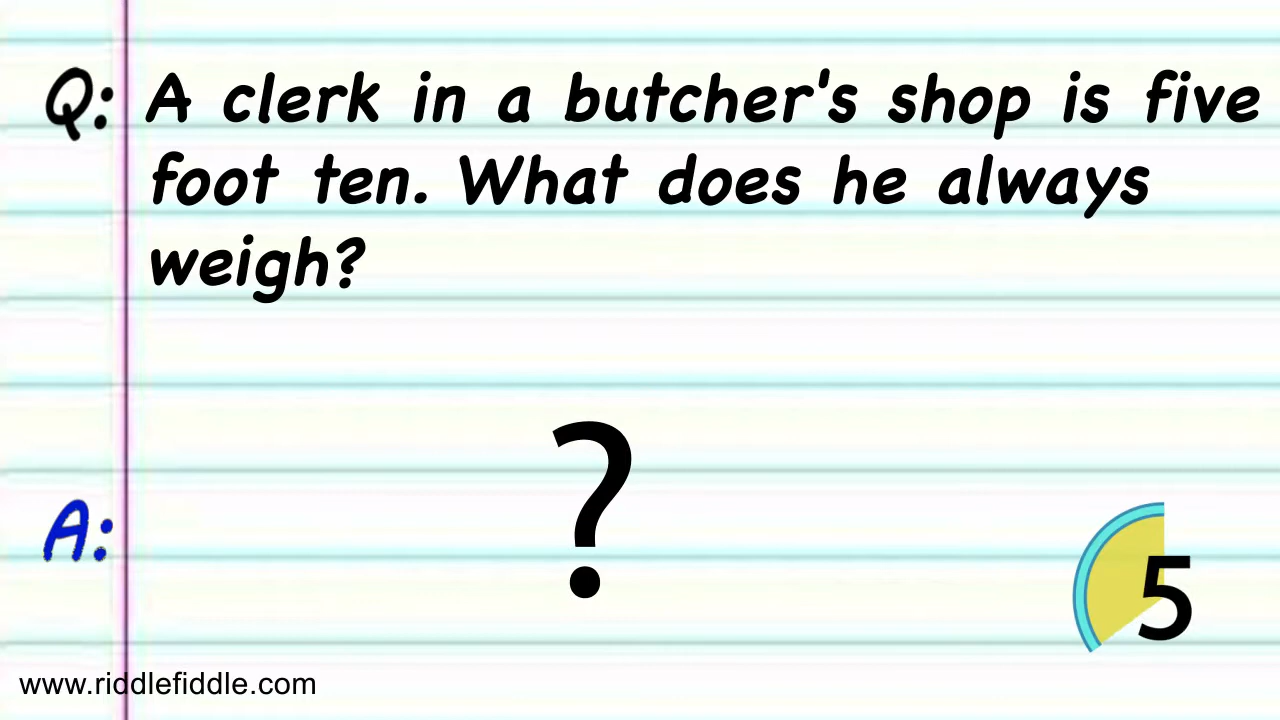 Q: A clerk in a butcher's shop is five
foot ten. What does he always
weigh?
?
A:
5
www.riddlefiddle.com